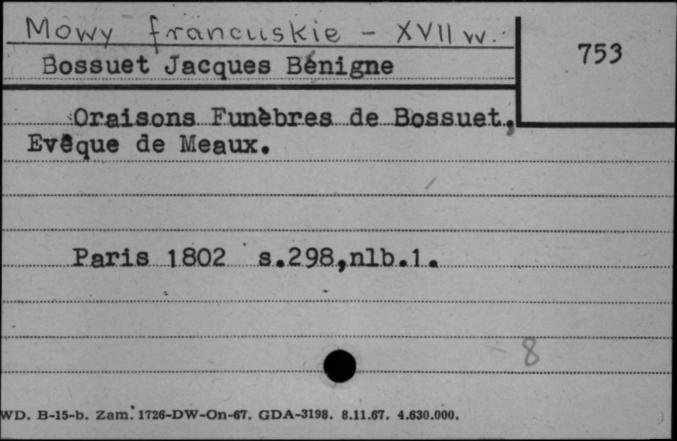 Mowy francuskie - XVII w.
753
Bossuet Jacques Bénigne
Oraisons Funèbres de Bossuet,
Evêque de Meaux.
Paris 1802 s.298,nlb.1.
8
WD. B-15-b. Zam. 1726-DW-On-67. GDA-3198. 8.11.67. 4.630.000.